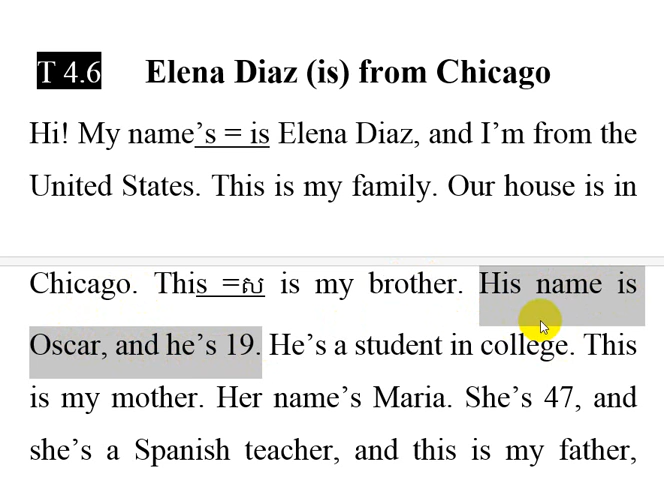 T 4.6 Elena Diaz (is) from Chicago
Hi! My name’s = is Elena Diaz, and I’m from the
United States. This is my family. Our house is in
Chicago. This =ស is my brother. His name is
Oscar, and he’s 19. He’s a student in college. This
is my mother. Her name’s Maria. She’s 47, and
she’s a Spanish teacher, and this is my father,